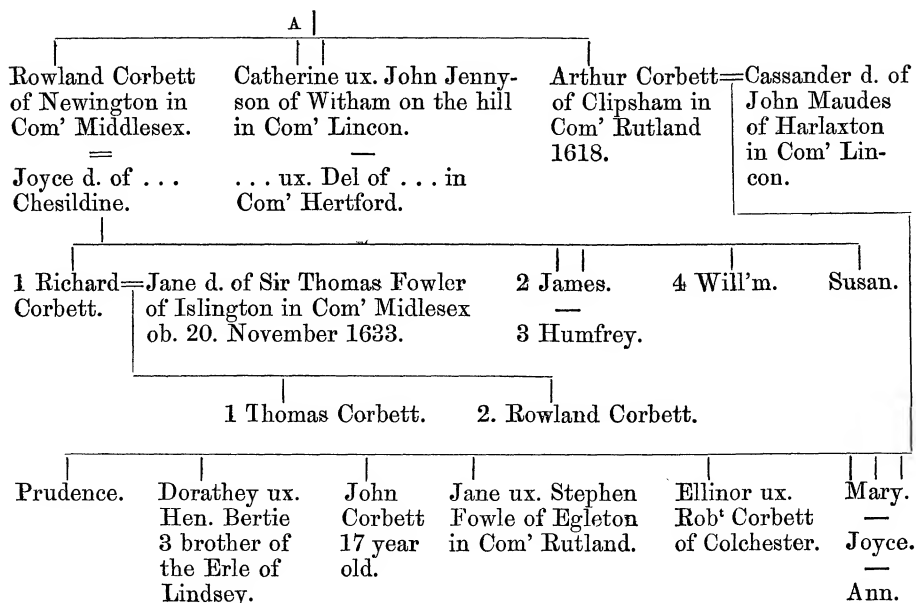 A
Rowland Corbett
of Newington in
Com' Middlesex.
=
Joyce d. of ...
Chesildine.
Catherine ux. John Jenny-
son of Witham on the hill
in Com' Lincon.
—
... ux. Del of ... in
Com' Hertford.
Arthur Corbett=Cassander d. of
of Clipsham in
Com' Rutland
1618.
John Maudes
of Harlaxton
in Com' Lin-
con.
1 Richard=Jane d. of Sir Thomas Fowler
Corbett.
of Islington in Com' Midlesex
ob. 20. November 1633.
2 James.
—
3 Humfrey.
4 Will'm.
Susan.
1 Thomas Corbett.
2. Rowland Corbett.
Prudence.
Dorathey ux.
Hen. Bertie
3 brother of
the Erle of
Lindsey.
John
Corbett
17 year
old.
Jane ux. Stephen
Fowle of Egleton
in Com' Rutland.
Ellinor ux.
Robᵗ Corbett
of Colchester.
Mary.
—
Joyce.
—
Ann.